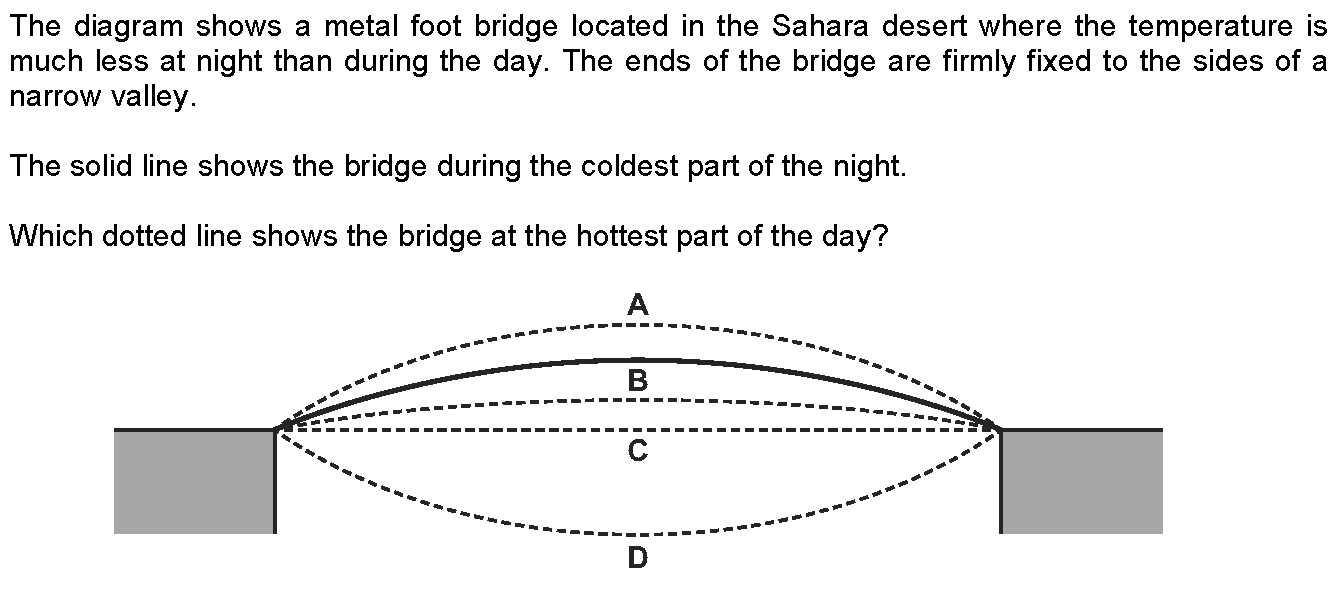 The diagram shows a metal foot bridge located in the Sahara desert where the temperature is
much less at night than during the day. The ends of the bridge are firmly fixed to the sides of a
narrow valley.
The solid line shows the bridge during the coldest part of the night.
Which dotted line shows the bridge at the hottest part of the day?
A
B
C
D